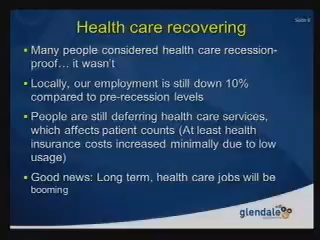 Health care recovering
▪ Many people considered health care recession-
proof... it wasn't
▪ Locally, our employment is still down 10%
compared to pre-recession levels
▪ People are still deferring health care services,
which affects patient counts (At least health
insurance costs increased minimally due to low
usage)
▪ Good news: Long term, health care jobs will be
booming
glendale